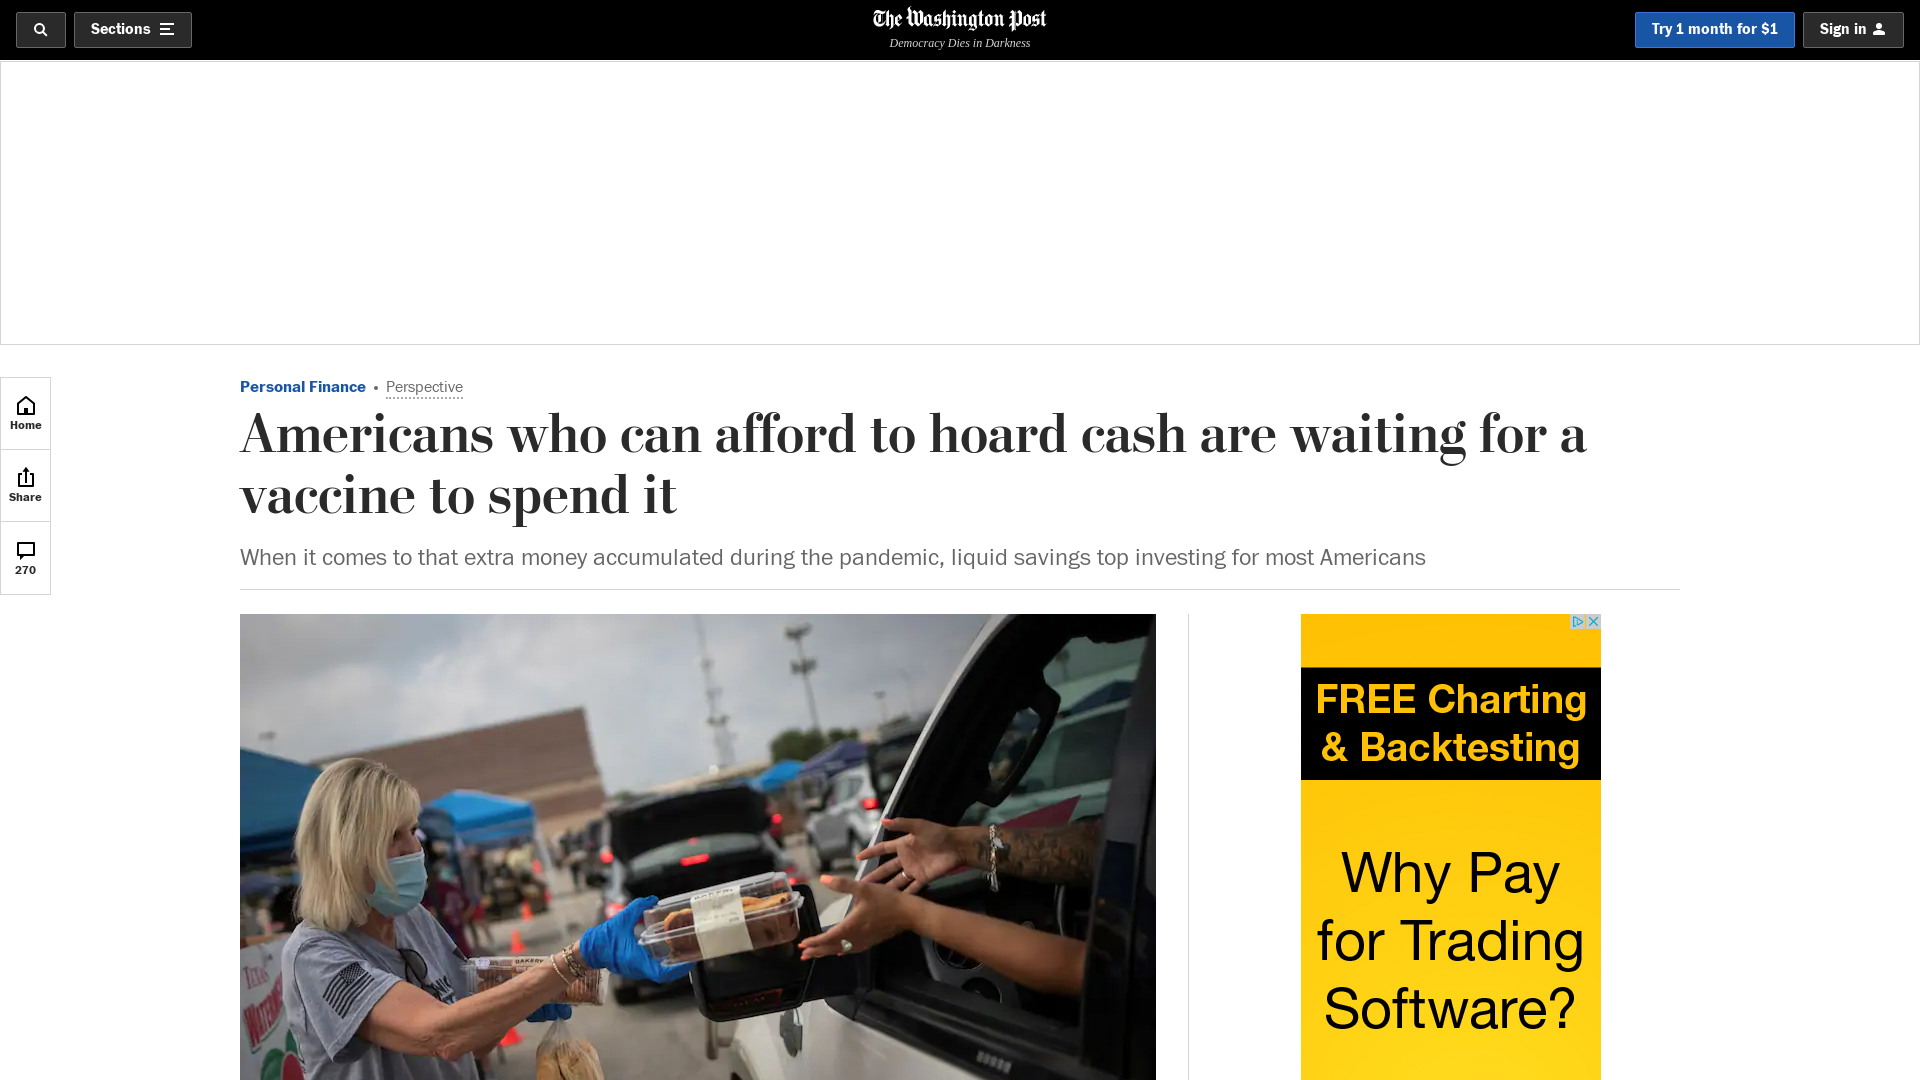 Sections
The Washington Post
Democracy Dies in Darkness
Try 1 month for $1
Sign in
Home
Share
270
Personal Finance • Perspective
Americans who can afford to hoard cash are waiting for a
vaccine to spend it
When it comes to that extra money accumulated during the pandemic, liquid savings top investing for most Americans
BAKERY
BAKERY
TEXAS
FREE Charting
& Backtesting
Why Pay
for Trading
Software?